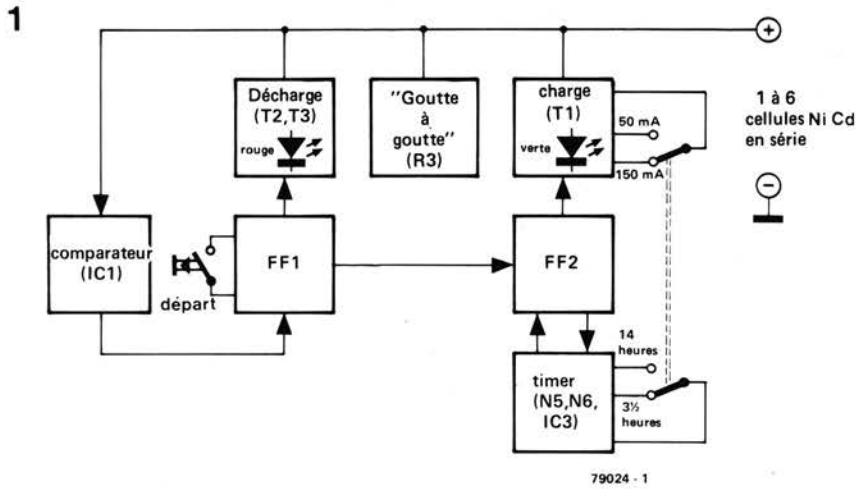 1
+
Décharge
(T2,T3)
rouge
"Goutte
à
goutte"
(R3)
charge
(T1)
verte
50 mA
150 mA
1 à 6
cellules Ni Cd
en série
−
comparateur
(IC1)
départ
FF1
FF2
14
heures
timer
(N5,N6,
IC3)
3½
heures
79024 - 1